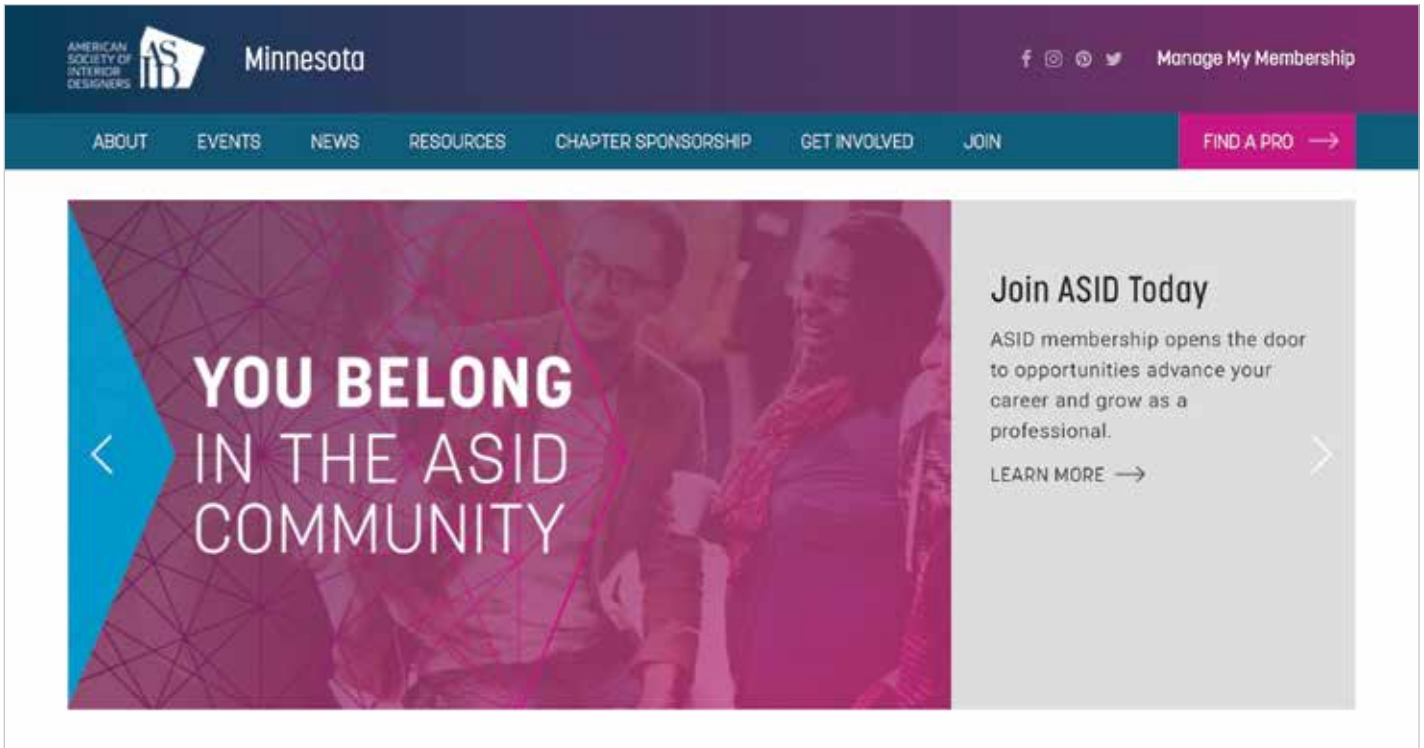 AMERICAN
SOCIETY OF
INTERIOR
DESIGNERS
ASID
Minnesota
Manage My Membership
ABOUT EVENTS NEWS RESOURCES CHAPTER SPONSORSHIP GET INVOLVED JOIN FIND A PRO
YOU BELONG
IN THE ASID
COMMUNITY
Join ASID Today
ASID membership opens the door
to opportunities advance your
career and grow as a
professional.
LEARN MORE